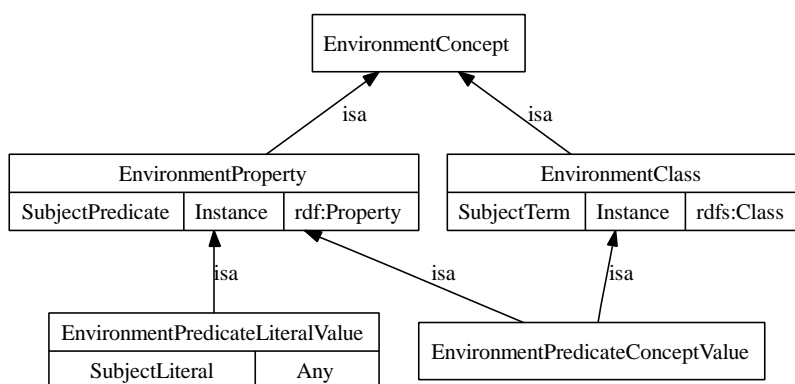 EnvironmentConcept
isa isa
EnvironmentProperty
SubjectPredicate Instance rdf:Property
EnvironmentClass
SubjectTerm Instance rdfs:Class
isa isa isa
EnvironmentPredicateLiteralValue
SubjectLiteral Any
EnvironmentPredicateConceptValue